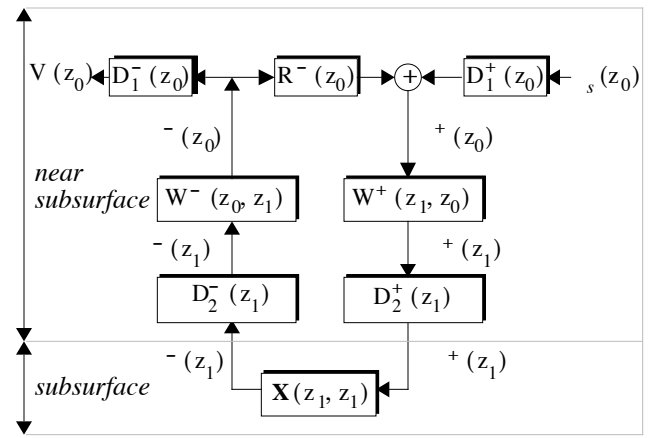 V (z₀) D₁⁻ (z₀) R⁻ (z₀) + D₁⁺ (z₀) ₛ (z₀)
⁻ (z₀) ⁺ (z₀)
near
subsurface
W⁻ (z₀, z₁) W⁺ (z₁, z₀)
⁻ (z₁) ⁺ (z₁)
D₂⁻ (z₁) D₂⁺ (z₁)
⁻ (z₁) ⁺ (z₁)
subsurface
X(z₁, z₁)